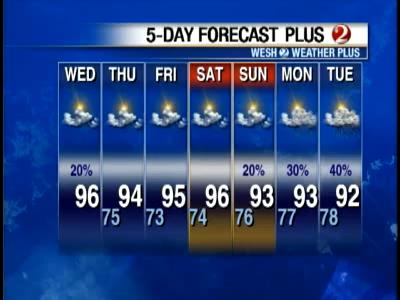 5-DAY FORECAST PLUS 2
WESH 2 WEATHER PLUS
WED THU FRI SAT SUN MON TUE
20% 20% 30% 40%
96 94 95 96 93 93 92
75 73 74 76 77 78